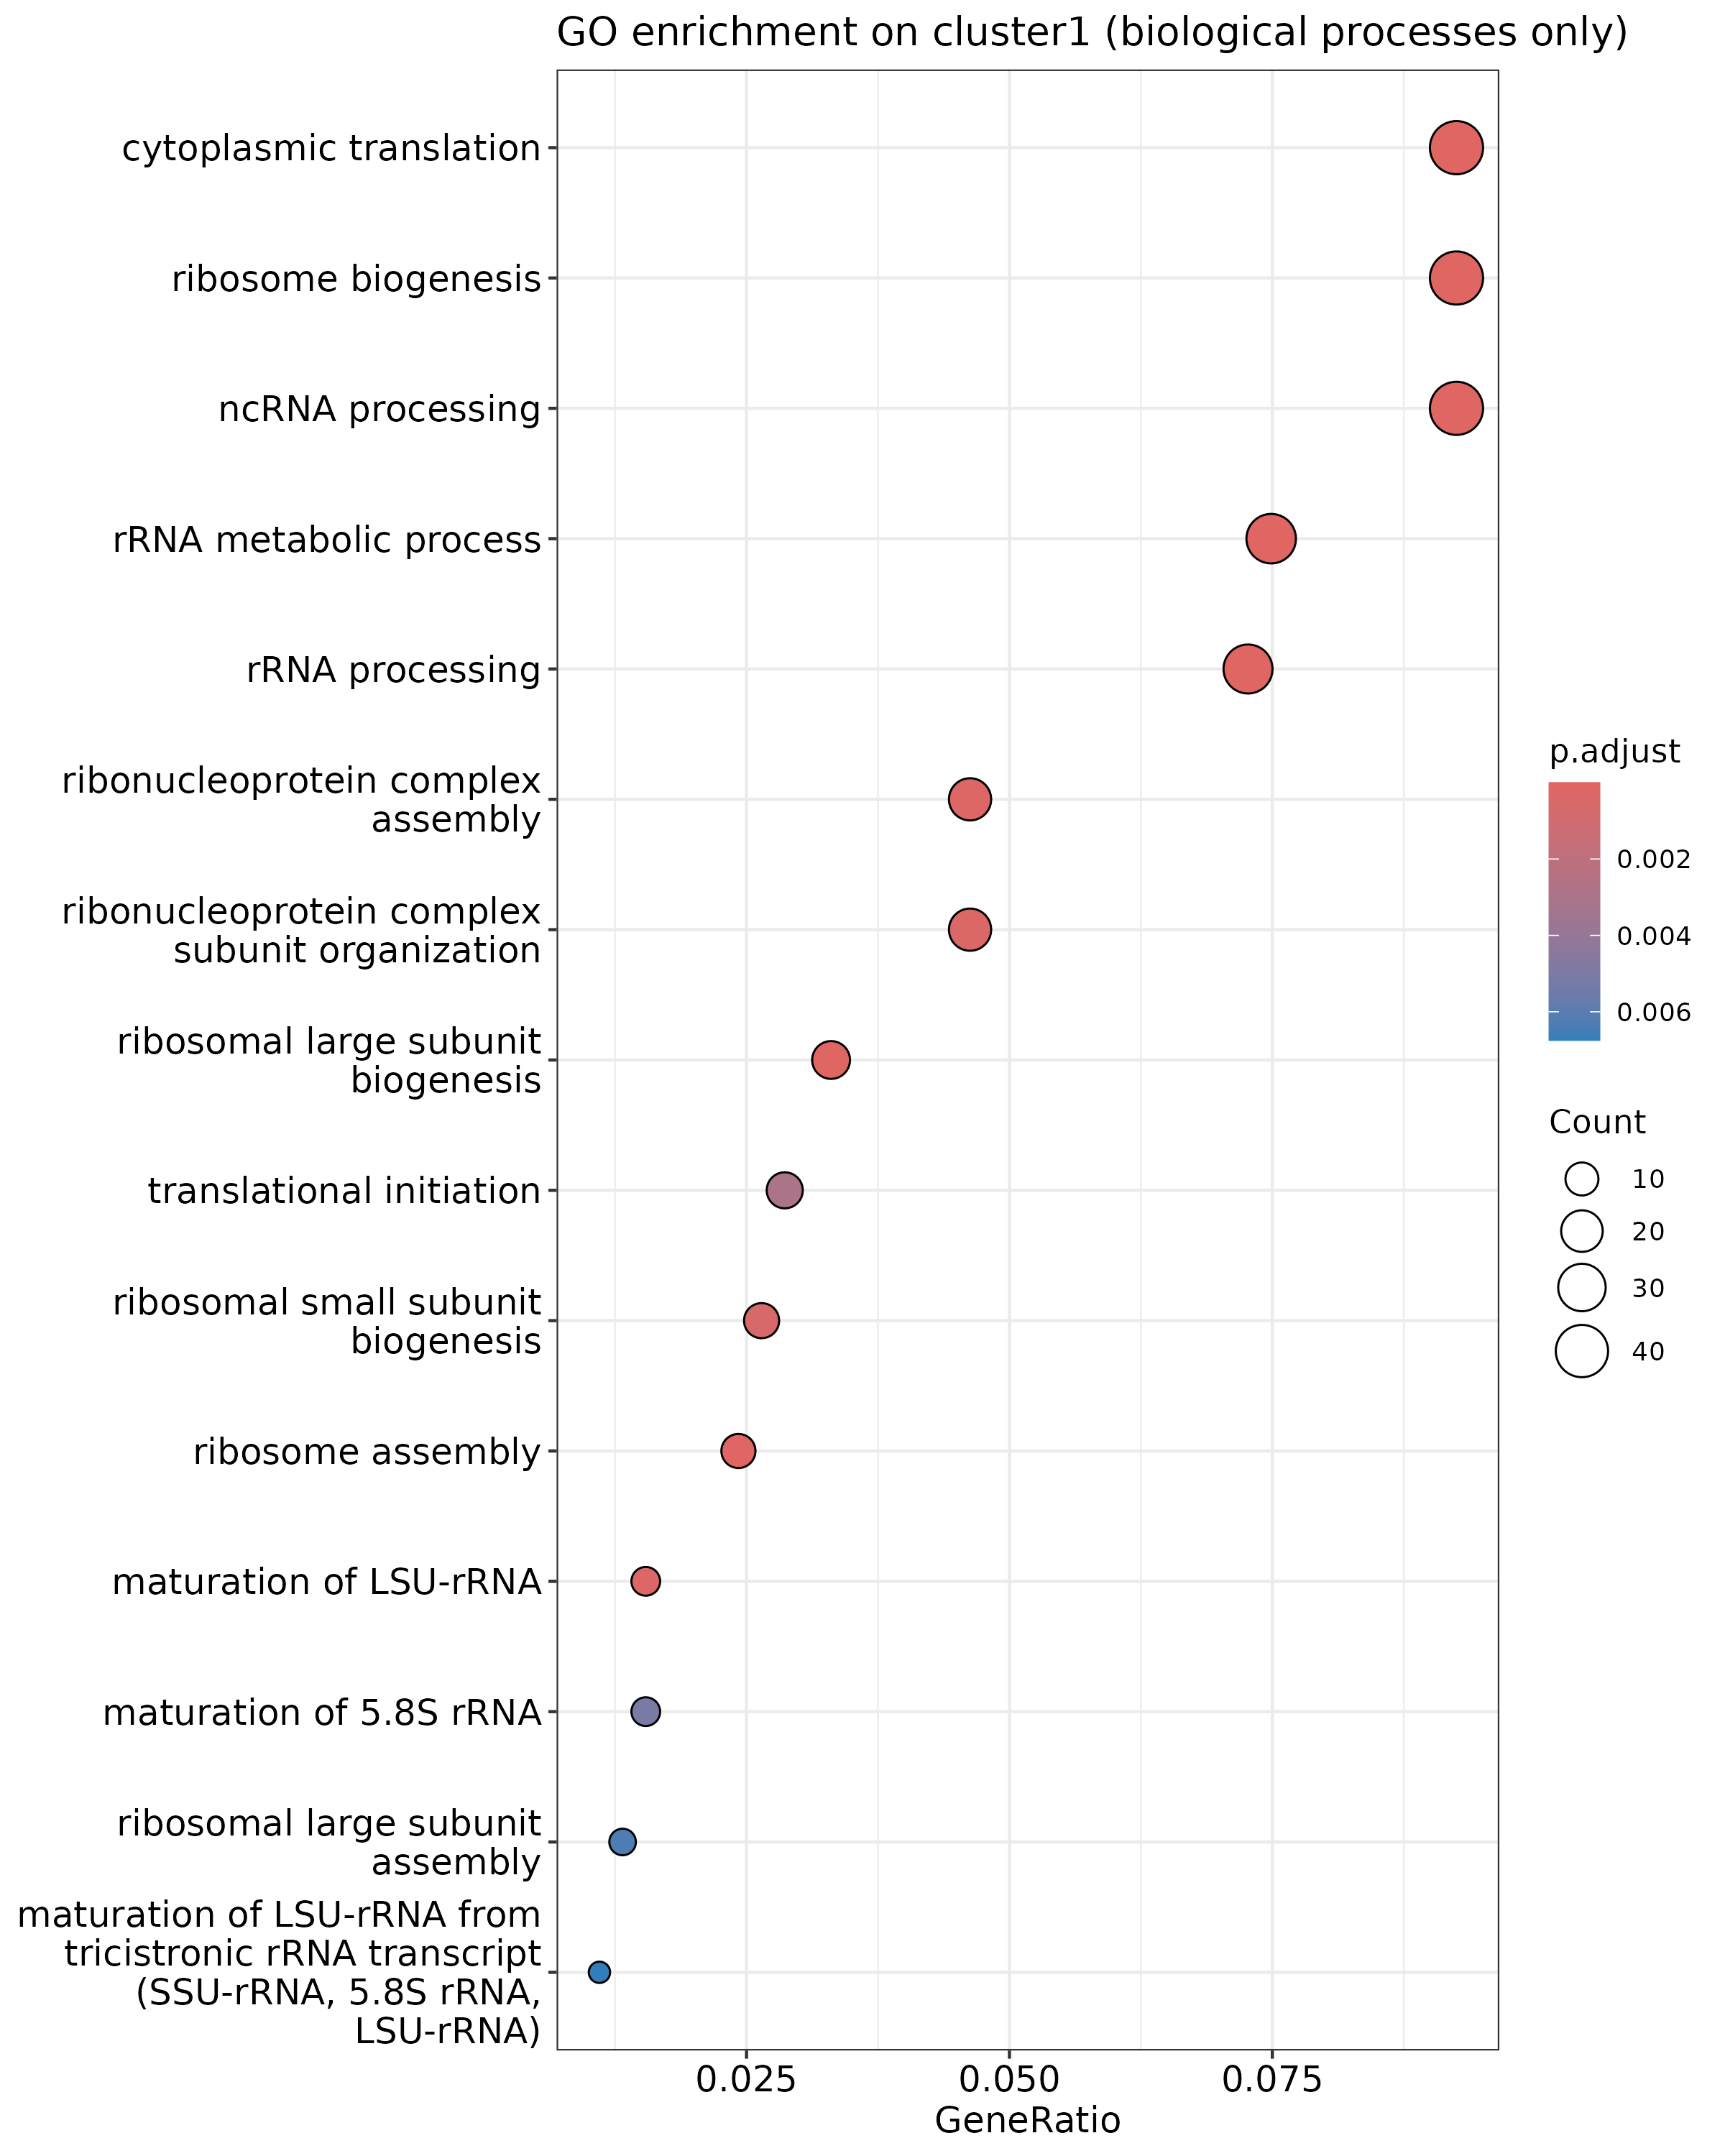 GO enrichment on cluster1 (biological processes only)
cytoplasmic translation
ribosome biogenesis
ncRNA processing
rRNA metabolic process
rRNA processing
ribonucleoprotein complex
assembly
ribonucleoprotein complex
subunit organization
ribosomal large subunit
biogenesis
translational initiation
ribosomal small subunit
biogenesis
ribosome assembly
maturation of LSU-rRNA
maturation of 5.8S rRNA
ribosomal large subunit
assembly
maturation of LSU-rRNA from
tricistronic rRNA transcript
(SSU-rRNA, 5.8S rRNA,
LSU-rRNA)
0.025 0.050 0.075
GeneRatio
p.adjust
0.002
0.004
0.006
Count
10
20
30
40